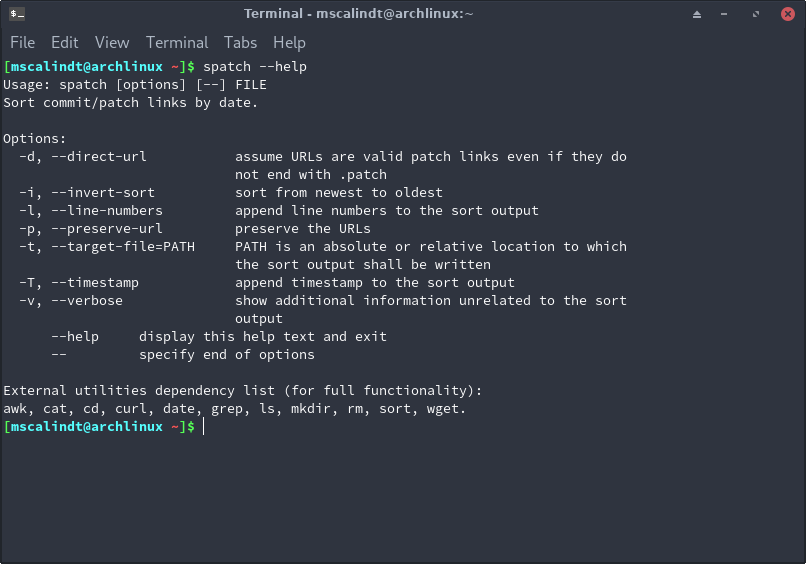 Terminal - mscalindt@archlinux:~
File Edit View Terminal Tabs Help
[mscalindt@archlinux ~]$ spatch --help
Usage: spatch [options] [--] FILE
Sort commit/patch links by date.

Options:
  -d, --direct-url           assume URLs are valid patch links even if they do
                             not end with .patch
  -i, --invert-sort          sort from newest to oldest
  -l, --line-numbers         append line numbers to the sort output
  -p, --preserve-url         preserve the URLs
  -t, --target-file=PATH     PATH is an absolute or relative location to which
                             the sort output shall be written
  -T, --timestamp            append timestamp to the sort output
  -v, --verbose              show additional information unrelated to the sort
                             output
      --help     display this help text and exit
      --         specify end of options

External utilities dependency list (for full functionality):
awk, cat, cd, curl, date, grep, ls, mkdir, rm, sort, wget.
[mscalindt@archlinux ~]$